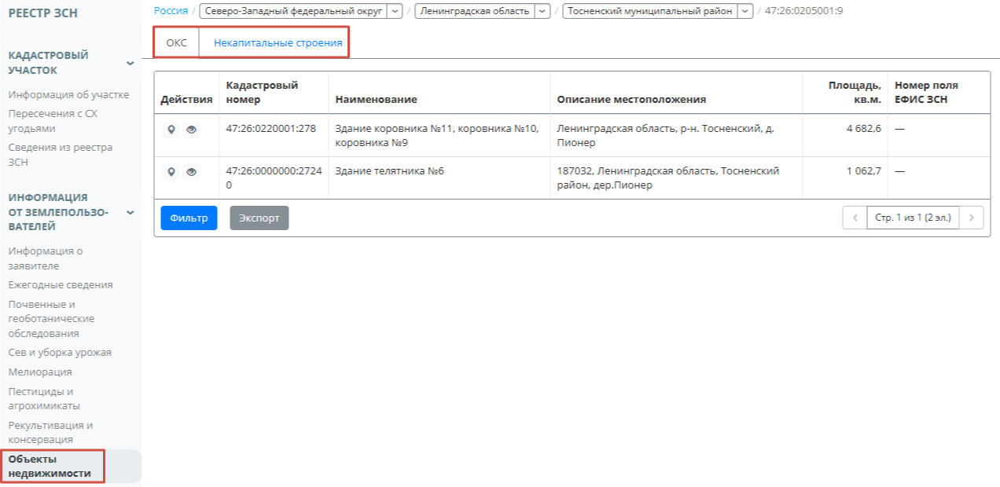 РЕЕСТР ЗСН
КАДАСТРОВЫЙ
УЧАСТОК
Информация об участке
Пересечения с СХ
угодьями
Сведения из реестра
ЗСН
ИНФОРМАЦИЯ
ОТ ЗЕМЛЕПОЛЬЗО-
ВАТЕЛЕЙ
Информация о
заявителе
Ежегодные сведения
Почвенные и
геоботанические
обследования
Сев и уборка урожая
Мелиорация
Пестициды и
агрохимикаты
Рекультивация и
консервация
Объекты
недвижимости
Россия / Северо-Западный федеральный округ / Ленинградская область / Тосненский муниципальный район / 47:26:0205001:9
ОКС Некапитальные строения
Действия
Кадастровый
номер
Наименование
Описание местоположения
Площадь,
кв.м.
Номер поля
ЕФИС ЗСН
47:26:0220001:278
Здание коровника №11, коровника №10,
коровника №9
Ленинградская область, р-н. Тосненский, д.
Пионер
4 682,6
—
47:26:0000000:2724
0
Здание телятника №6
187032, Ленинградская область, Тосненский
район, дер.Пионер
1 062,7
—
Фильтр
Экспорт
Стр. 1 из 1 (2 эл.)